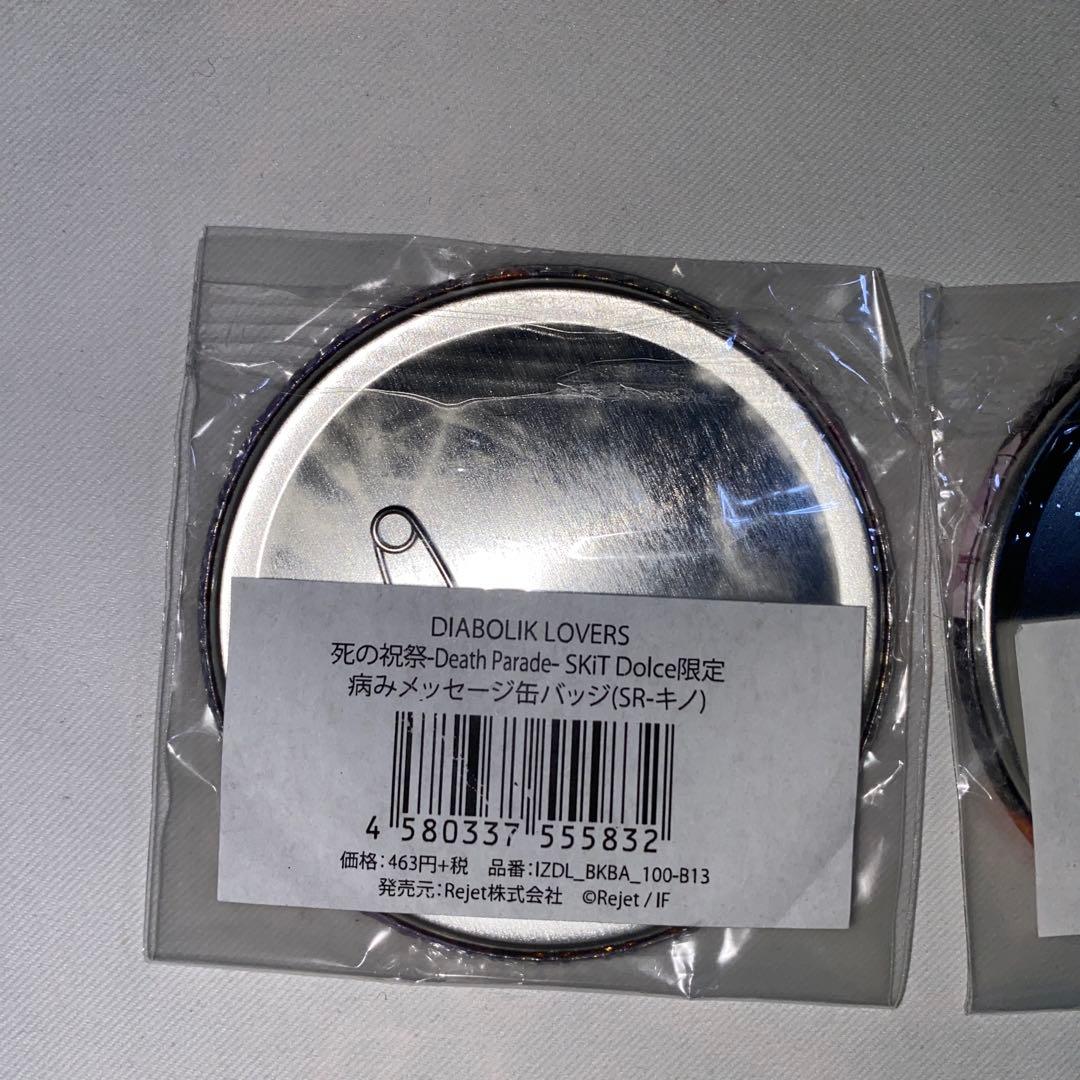 DIABOLIK LOVERS
死の祝祭-Death Parade- SKiT Dolce限定
病みメッセージ缶バッジ(SR-キノ)
4 580337 555832
価格：463円+税 品番：IZDL_BKBA_100-B13
発売元：Rejet株式会社 ©Rejet / IF